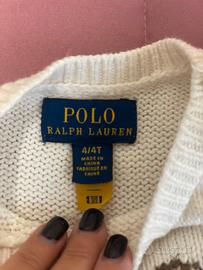 POLO
RALPH LAUREN
4/4T
MADE IN
CHINA
FABRIQUÉ EN
CHINE